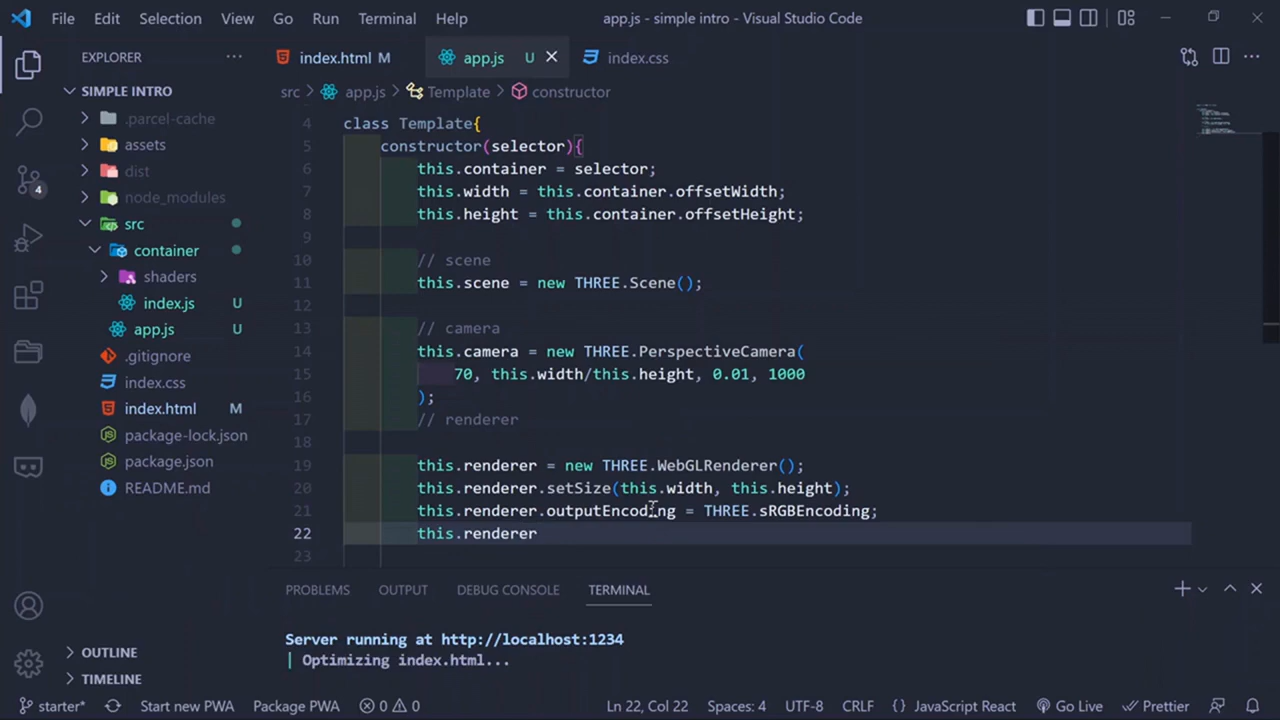 File Edit Selection View Go Run Terminal Help app.js - simple intro - Visual Studio Code
EXPLORER ··· index.html M app.js U index.css ···
SIMPLE INTRO
src > app.js > Template > constructor
.parcel-cache
assets
dist
node_modules
src
container
shaders
index.js U
app.js U
.gitignore
index.css
index.html M
package-lock.json
package.json
README.md
4
OUTLINE
TIMELINE
4 class Template{
5 constructor(selector){
6 this.container = selector;
7 this.width = this.container.offsetWidth;
8 this.height = this.container.offsetHeight;
9
10 // scene
11 this.scene = new THREE.Scene();
12
13 // camera
14 this.camera = new THREE.PerspectiveCamera(
15 70, this.width/this.height, 0.01, 1000
16 );
17 // renderer
18
19 this.renderer = new THREE.WebGLRenderer();
20 this.renderer.setSize(this.width, this.height);
21 this.renderer.outputEncoding = THREE.sRGBEncoding;
22 this.renderer
23
PROBLEMS OUTPUT DEBUG CONSOLE TERMINAL
Server running at http://localhost:1234
| Optimizing index.html...
starter* Start new PWA Package PWA 0 0 Ln 22, Col 22 Spaces: 4 UTF-8 CRLF {} JavaScript React Go Live Prettier